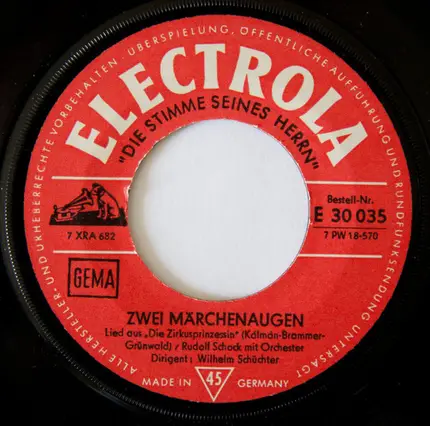 ALLE HERSTELLER- UND URHEBERRECHTE VORBEHALTEN · ÜBERSPIELUNG, ÖFFENTLICHE AUFFÜHRUNG UND RUNDFUNKSENDUNG UNTERSAGT
ELECTROLA
"DIE STIMME SEINES HERRN"
7 XRA 682
Bestell-Nr.
E 30 035
7 PW 18-570
GEMA
ZWEI MÄRCHENAUGEN
Lied aus „Die Zirkusprinzessin" (Kálmán-Brammer-
Grünwald) / Rudolf Schock mit Orchester
Dirigent: Wilhelm Schüchter
MADE IN 45 GERMANY